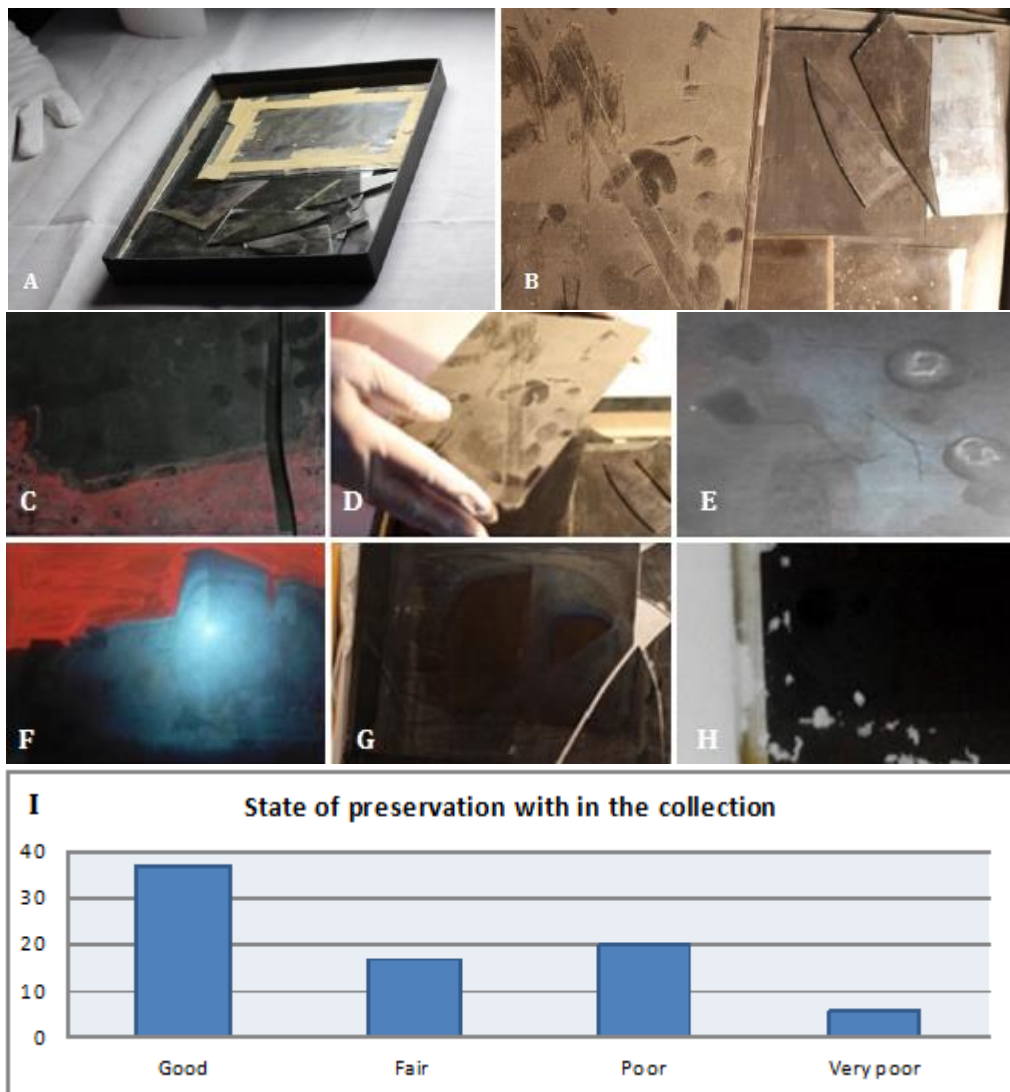 A
B
C
D
E
F
G
H
I
State of preservation with in the collection
40
30
20
10
0
Good Fair Poor Very poor